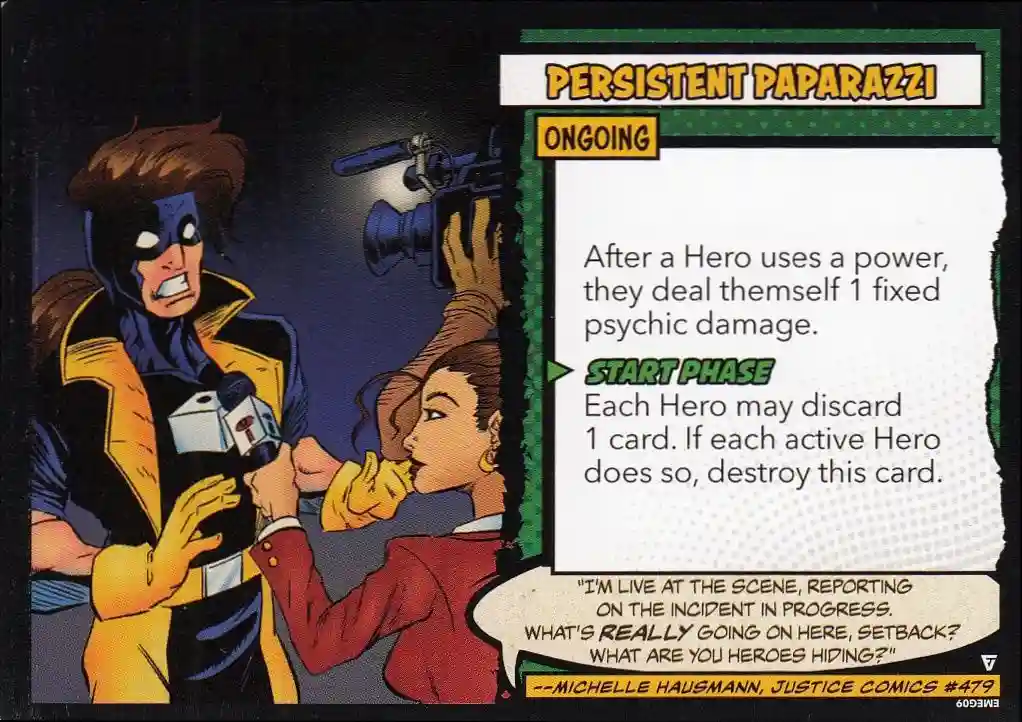 PERSISTENT PAPARAZZI
ONGOING
After a Hero uses a power,
they deal themself 1 fixed
psychic damage.
START PHASE
Each Hero may discard
1 card. If each active Hero
does so, destroy this card.
"I'M LIVE AT THE SCENE, REPORTING
ON THE INCIDENT IN PROGRESS.
WHAT'S REALLY GOING ON HERE, SETBACK?
WHAT ARE YOU HEROES HIDING?"
--MICHELLE HAUSMANN, JUSTICE COMICS #479
EMEG09